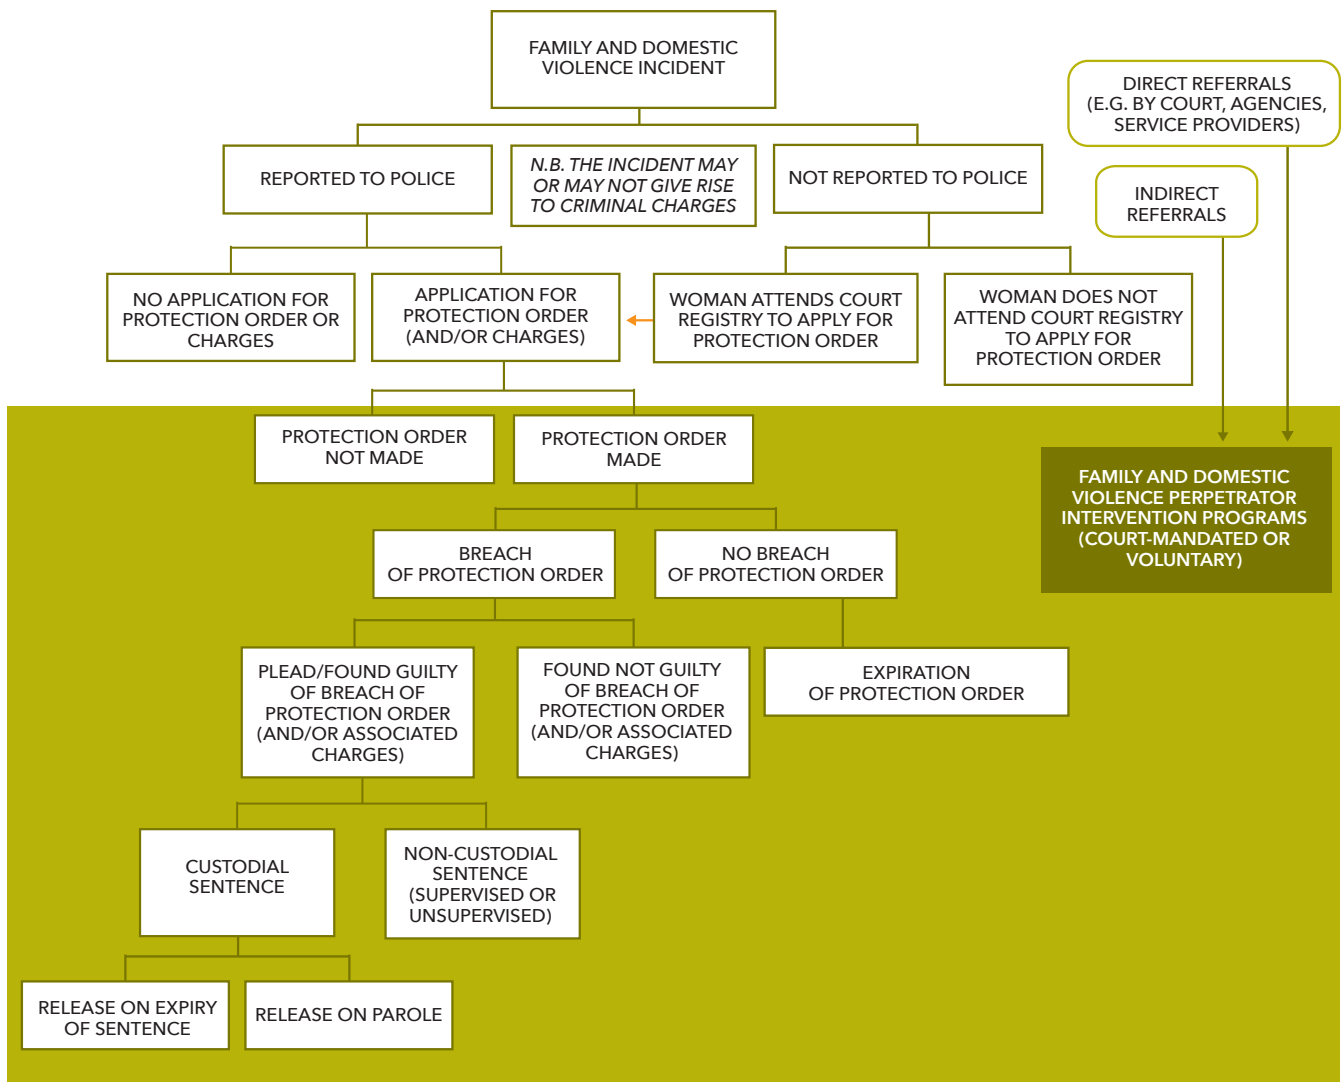 FAMILY AND DOMESTIC
VIOLENCE INCIDENT
DIRECT REFERRALS
(E.G. BY COURT, AGENCIES,
SERVICE PROVIDERS)
REPORTED TO POLICE
N.B. THE INCIDENT MAY
OR MAY NOT GIVE RISE
TO CRIMINAL CHARGES
NOT REPORTED TO POLICE
INDIRECT
REFERRALS
NO APPLICATION FOR
PROTECTION ORDER OR
CHARGES
APPLICATION FOR
PROTECTION ORDER
(AND/OR CHARGES)
WOMAN ATTENDS COURT
REGISTRY TO APPLY FOR
PROTECTION ORDER
WOMAN DOES NOT
ATTEND COURT REGISTRY
TO APPLY FOR
PROTECTION ORDER
PROTECTION ORDER
NOT MADE
PROTECTION ORDER
MADE
FAMILY AND DOMESTIC
VIOLENCE PERPETRATOR
INTERVENTION PROGRAMS
(COURT-MANDATED OR
VOLUNTARY)
BREACH
OF PROTECTION ORDER
NO BREACH
OF PROTECTION ORDER
PLEAD/FOUND GUILTY
OF BREACH OF
PROTECTION ORDER
(AND/OR ASSOCIATED
CHARGES)
FOUND NOT GUILTY
OF BREACH OF
PROTECTION ORDER
(AND/OR ASSOCIATED
CHARGES)
EXPIRATION
OF PROTECTION ORDER
CUSTODIAL
SENTENCE
NON-CUSTODIAL
SENTENCE
(SUPERVISED OR
UNSUPERVISED)
RELEASE ON EXPIRY
OF SENTENCE
RELEASE ON PAROLE